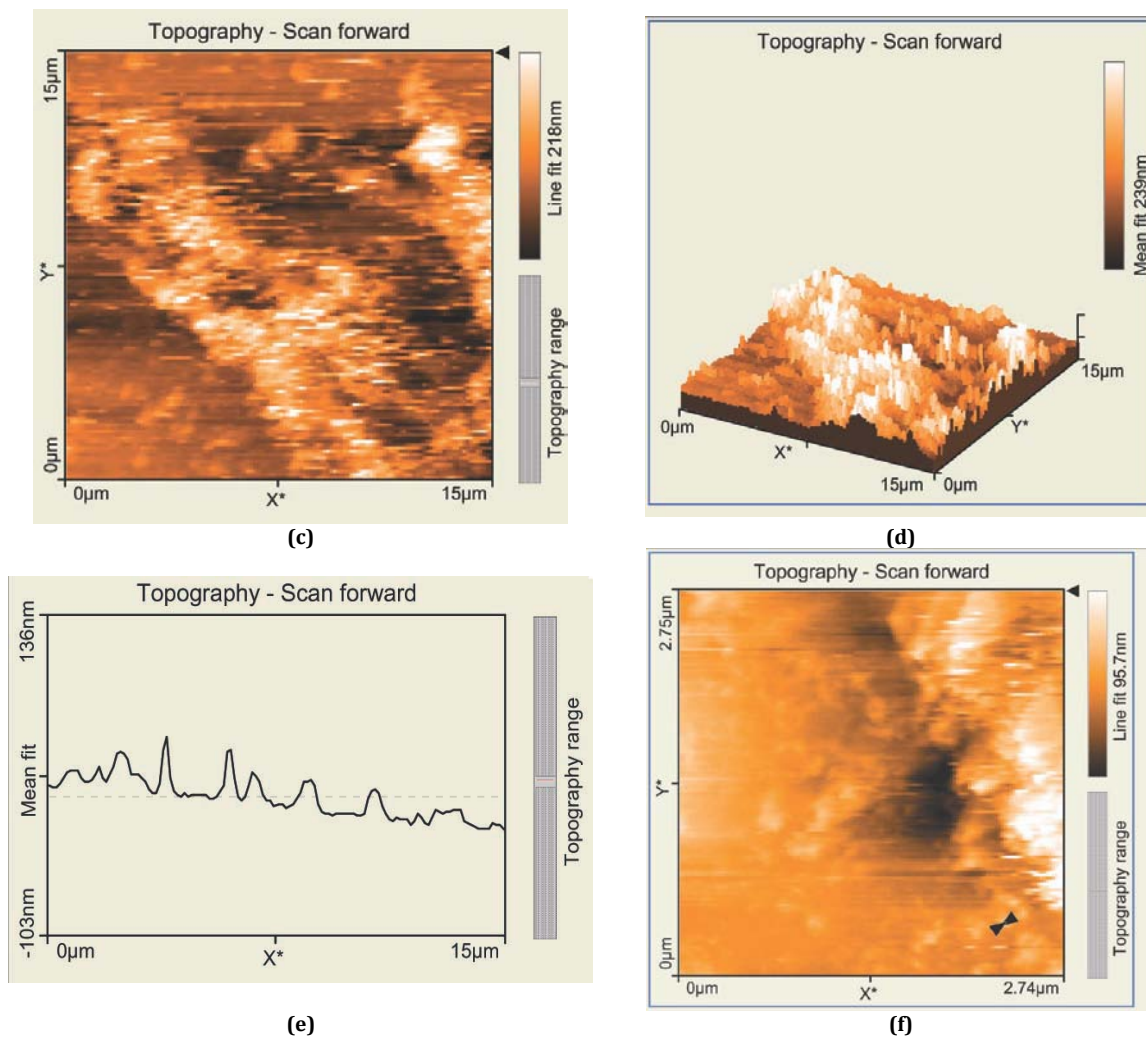 Topography - Scan forward
15µm
Y*
0µm
0µm
X*
15µm
Line fit 218nm
Topography range
(c)
Topography - Scan forward
Mean fit 239nm
0µm
X*
15µm
0µm
Y*
15µm
(d)
Topography - Scan forward
136nm
Mean fit
-103nm
0µm
X*
15µm
Topography range
(e)
Topography - Scan forward
2.75µm
Y*
0µm
0µm
X*
2.74µm
Line fit 95.7nm
Topography range
(f)